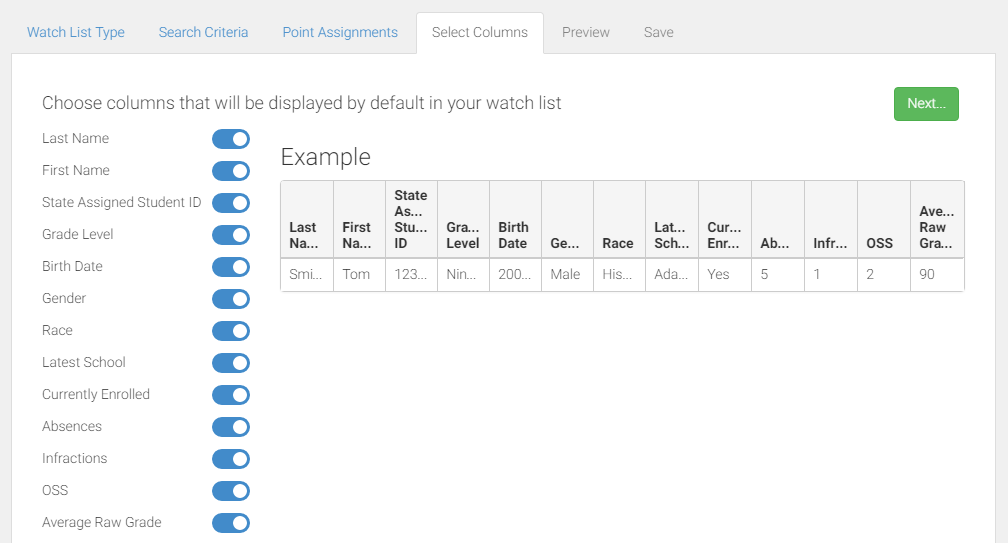 Watch List Type Search Criteria Point Assignments Select Columns Preview Save
Choose columns that will be displayed by default in your watch list
Next...
Last Name
First Name
State Assigned Student ID
Grade Level
Birth Date
Gender
Race
Latest School
Currently Enrolled
Absences
Infractions
OSS
Average Raw Grade
Example
Last Na... First Na... State As... Stu... ID Gra... Level Birth Date Ge... Race Lat... Sch... Cur... Enr... Ab... Infr... OSS Ave... Raw Gra...
Smi... Tom 123... Nin... 200... Male His... Ada... Yes 5 1 2 90